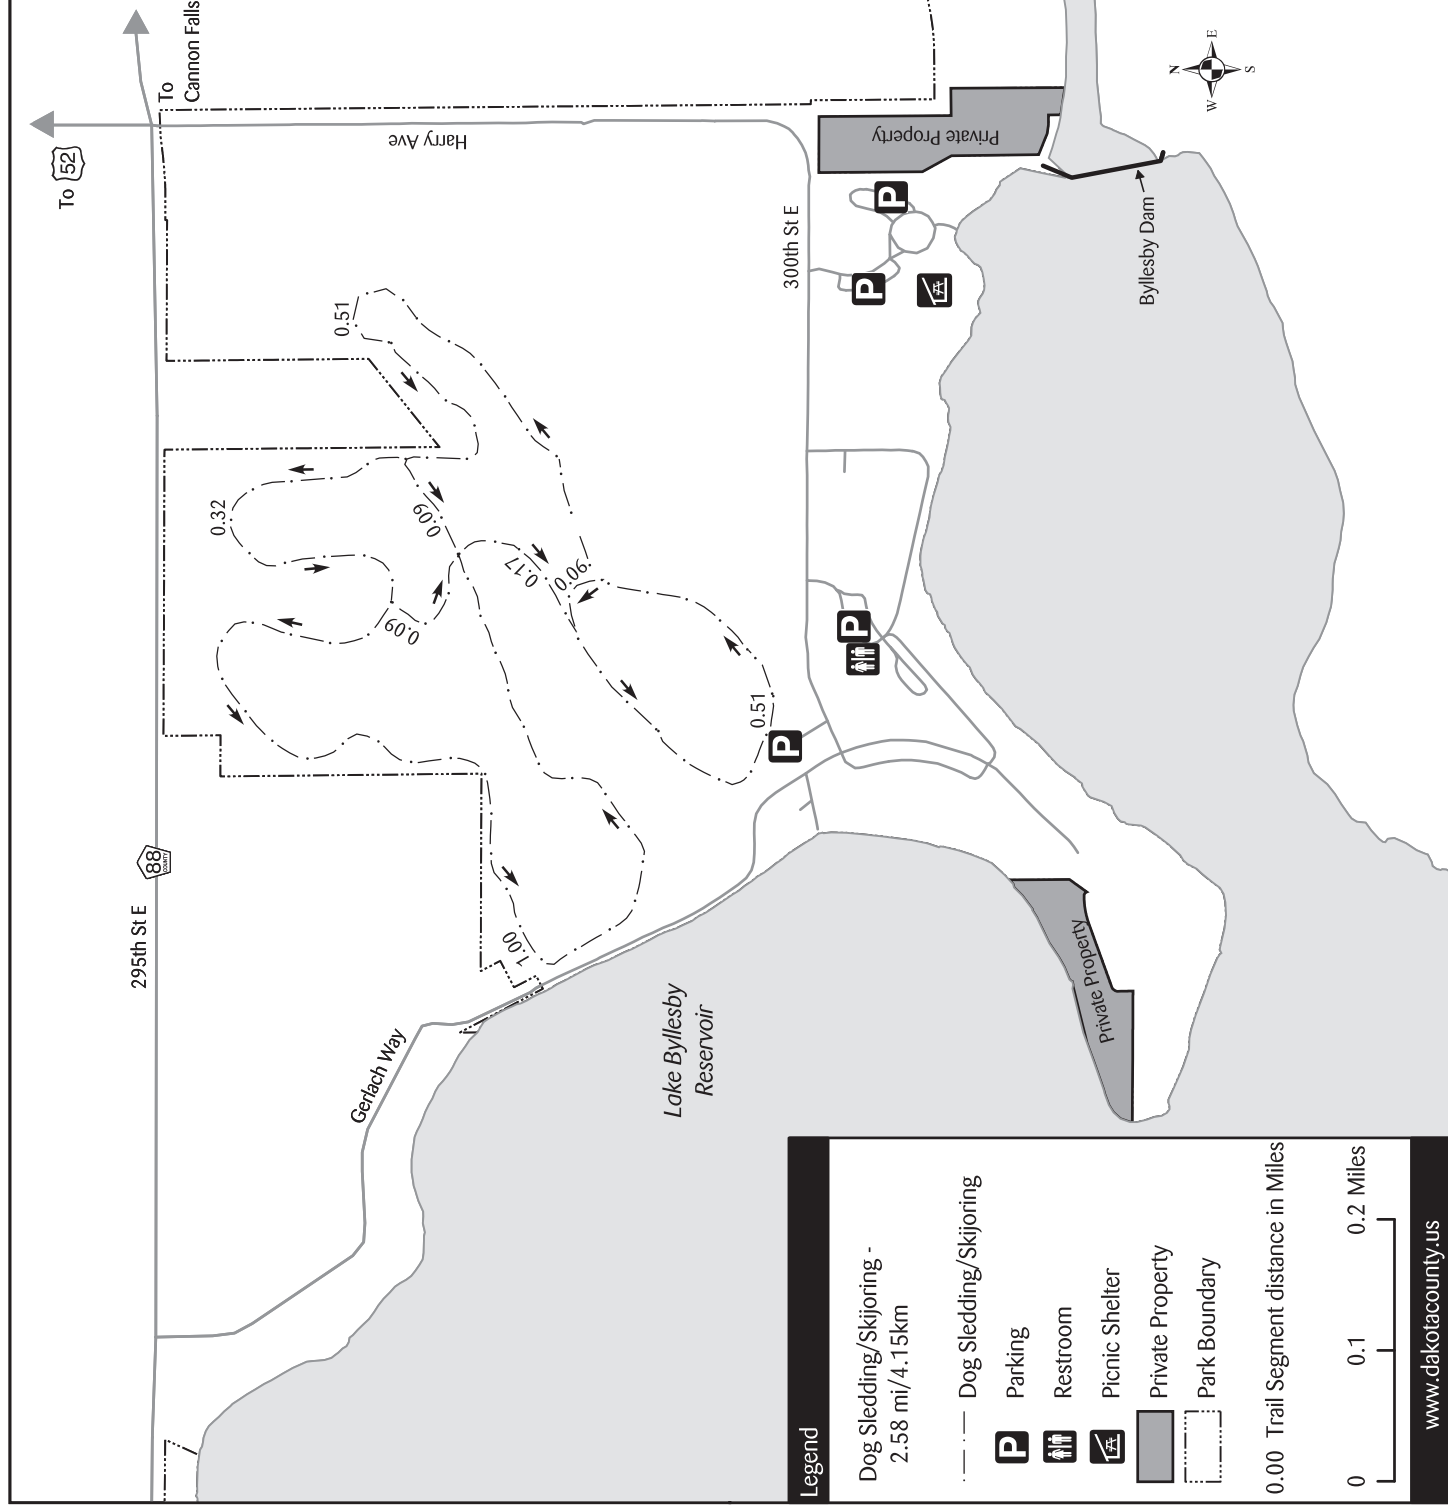 To 52
To
Cannon Falls
295th St E
88
COUNTY
Harry Ave
300th St E
Gerlach Way
0.51
0.32
0.09
0.09
0.17
0.06
0.51
1.00
P
P
P
P
Private Property
Private Property
Byllesby Dam
Lake Byllesby
Reservoir
N
E
S
W
Legend
Dog Sledding/Skijoring -
2.58 mi/4.15km
Dog Sledding/Skijoring
P Parking
Restroom
Picnic Shelter
Private Property
Park Boundary
0.00 Trail Segment distance in Miles
0 0.1 0.2 Miles
www.dakotacounty.us